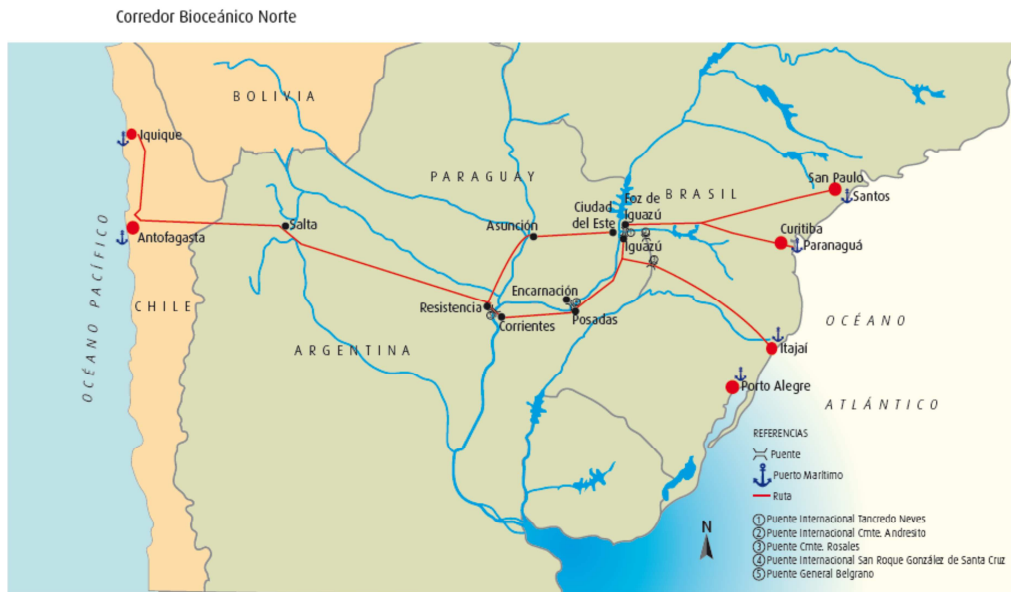 Corredor Bioceánico Norte
BOLIVIA
Iquique
PARAGUAY
BRASIL
San Paulo
Santos
Foz de
iguazú
Ciudad
del Este
Salta
Asunción
Iguazú
Curitiba
Paranaguá
Antofagasta
OCÉANO PACÍFICO
CHILE
Encarnación
Resistencia
Corrientes
Posadas
OCÉANO
ARGENTINA
Itajaí
Porto Alegre
ATLÁNTICO
REFERENCIAS
Puente
Puerto Marítimo
Ruta
N
1 Puente Internacional Tancredo Neves
2 Puente Internacional Cmte. Andresito
3 Puente Cmte. Rosales
4 Puente Internacional San Roque González de Santa Cruz
5 Puente General Belgrano